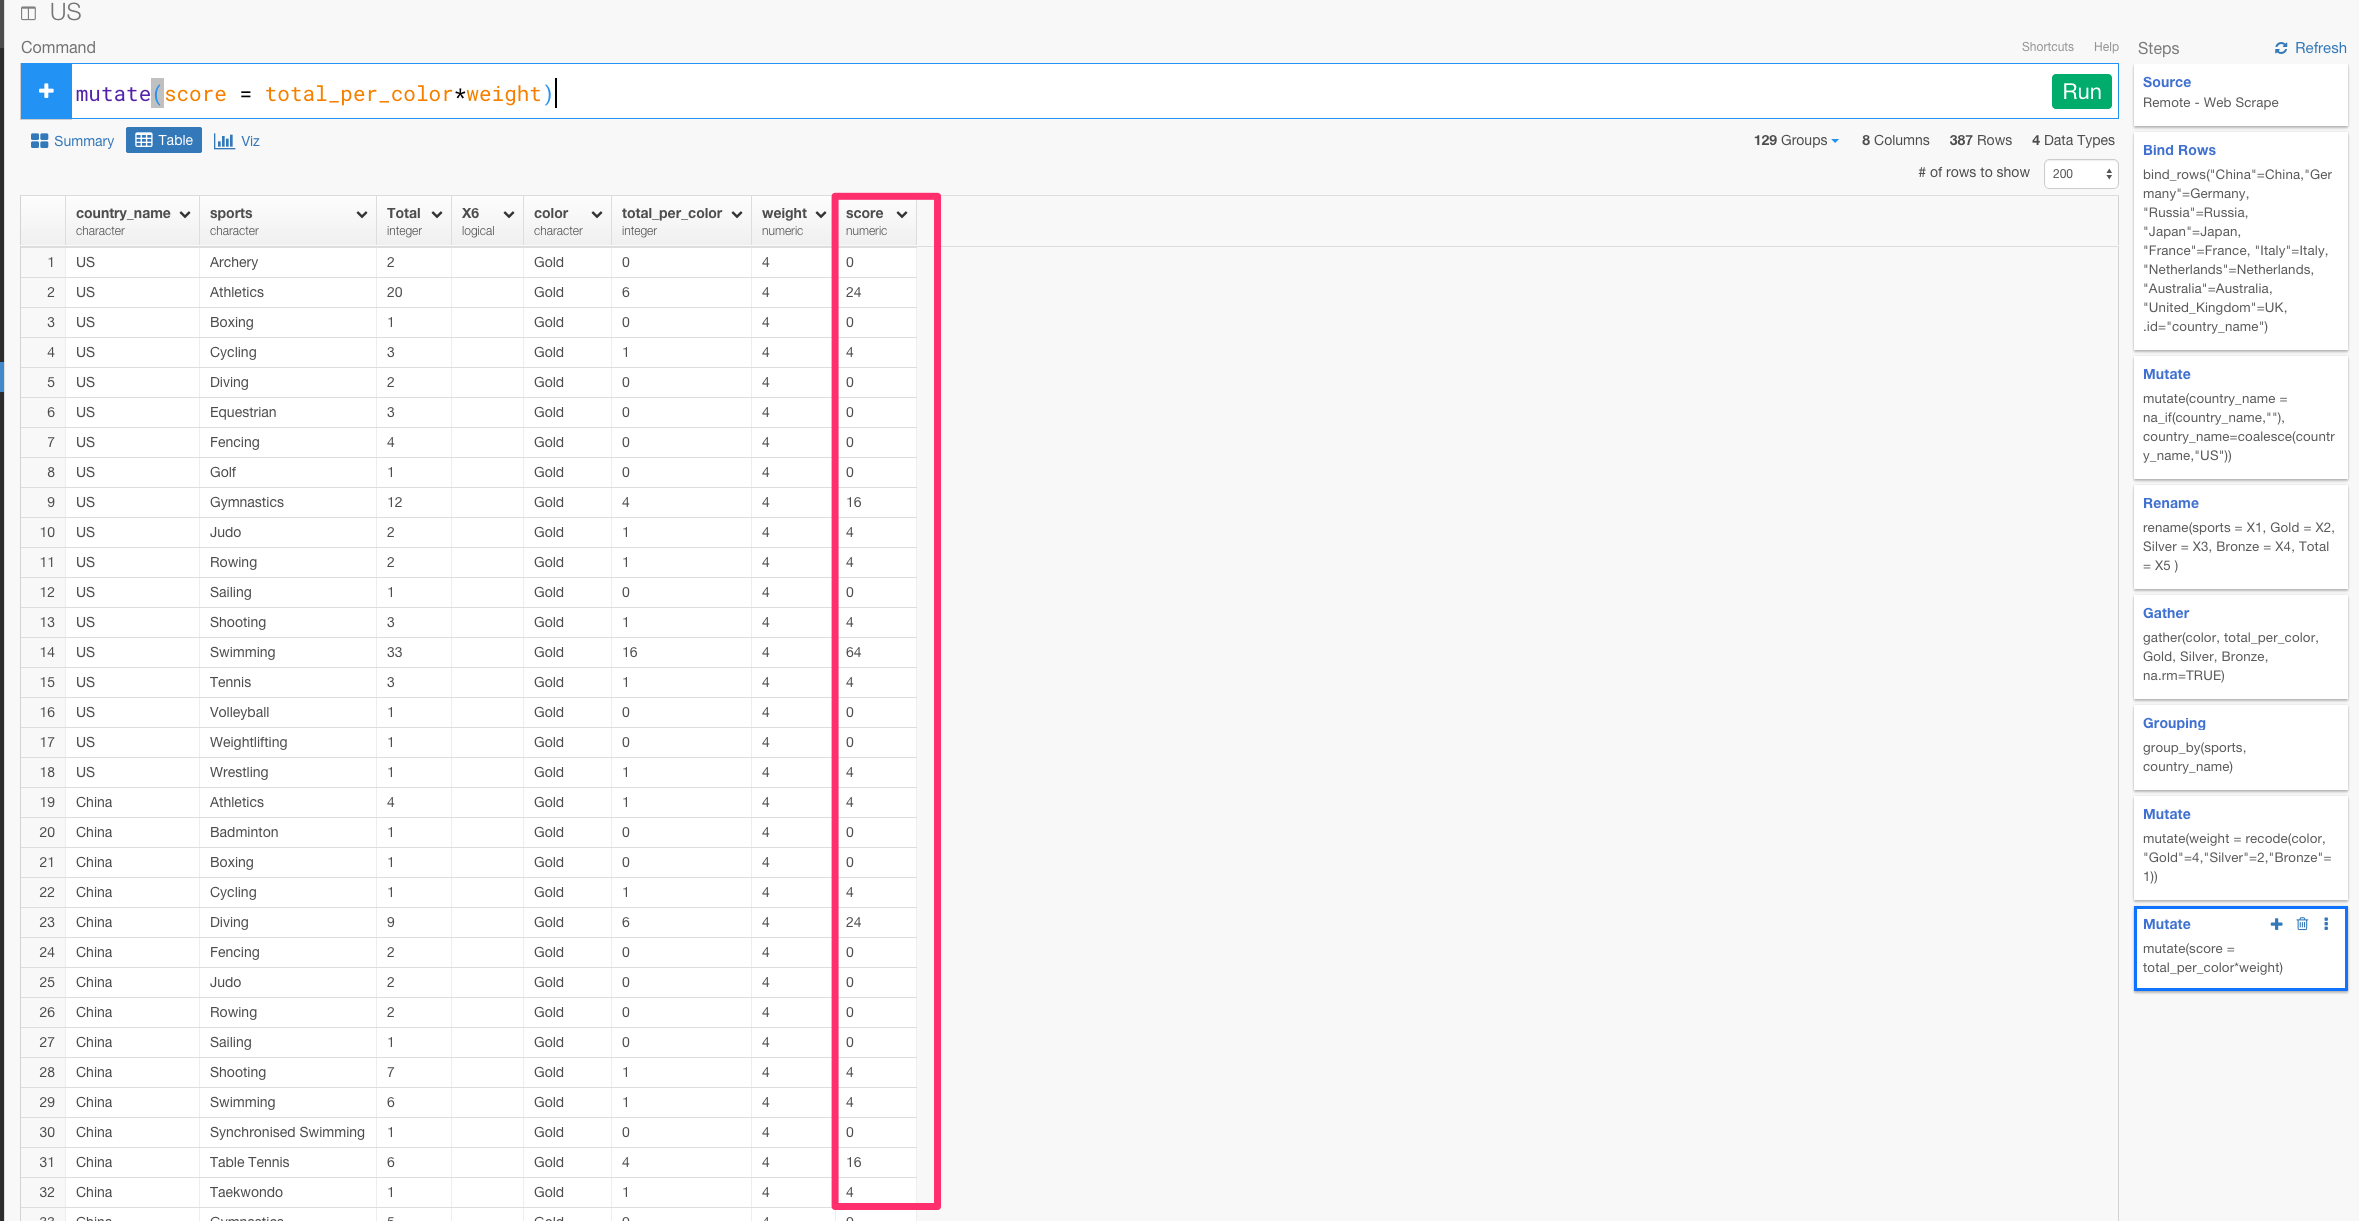 US
Command
Shortcuts Help
mutate(score = total_per_color*weight)
Run
Summary Table Viz
129 Groups 8 Columns 387 Rows 4 Data Types
# of rows to show 200
country_name sports Total X6 color total_per_color weight score
character character integer logical character integer numeric numeric
1 US Archery 2 Gold 0 4 0
2 US Athletics 20 Gold 6 4 24
3 US Boxing 1 Gold 0 4 0
4 US Cycling 3 Gold 1 4 4
5 US Diving 2 Gold 0 4 0
6 US Equestrian 3 Gold 0 4 0
7 US Fencing 4 Gold 0 4 0
8 US Golf 1 Gold 0 4 0
9 US Gymnastics 12 Gold 4 4 16
10 US Judo 2 Gold 1 4 4
11 US Rowing 2 Gold 1 4 4
12 US Sailing 1 Gold 0 4 0
13 US Shooting 3 Gold 1 4 4
14 US Swimming 33 Gold 16 4 64
15 US Tennis 3 Gold 1 4 4
16 US Volleyball 1 Gold 0 4 0
17 US Weightlifting 1 Gold 0 4 0
18 US Wrestling 1 Gold 1 4 4
19 China Athletics 4 Gold 1 4 4
20 China Badminton 1 Gold 0 4 0
21 China Boxing 1 Gold 0 4 0
22 China Cycling 1 Gold 1 4 4
23 China Diving 9 Gold 6 4 24
24 China Fencing 2 Gold 0 4 0
25 China Judo 2 Gold 0 4 0
26 China Rowing 2 Gold 0 4 0
27 China Sailing 1 Gold 0 4 0
28 China Shooting 7 Gold 1 4 4
29 China Swimming 6 Gold 1 4 4
30 China Synchronised Swimming 1 Gold 0 4 0
31 China Table Tennis 6 Gold 4 4 16
32 China Taekwondo 1 Gold 1 4 4
Steps Refresh
Source
Remote - Web Scrape
Bind Rows
bind_rows("China"=China,"Ger
many"=Germany,
"Russia"=Russia,
"Japan"=Japan,
"France"=France, "Italy"=Italy,
"Netherlands"=Netherlands,
"Australia"=Australia,
"United_Kingdom"=UK,
.id="country_name")
Mutate
mutate(country_name =
na_if(country_name,""),
country_name=coalesce(countr
y_name,"US"))
Rename
rename(sports = X1, Gold = X2,
Silver = X3, Bronze = X4, Total
= X5 )
Gather
gather(color, total_per_color,
Gold, Silver, Bronze,
na.rm=TRUE)
Grouping
group_by(sports,
country_name)
Mutate
mutate(weight = recode(color,
"Gold"=4,"Silver"=2,"Bronze"=
1))
Mutate
mutate(score =
total_per_color*weight)